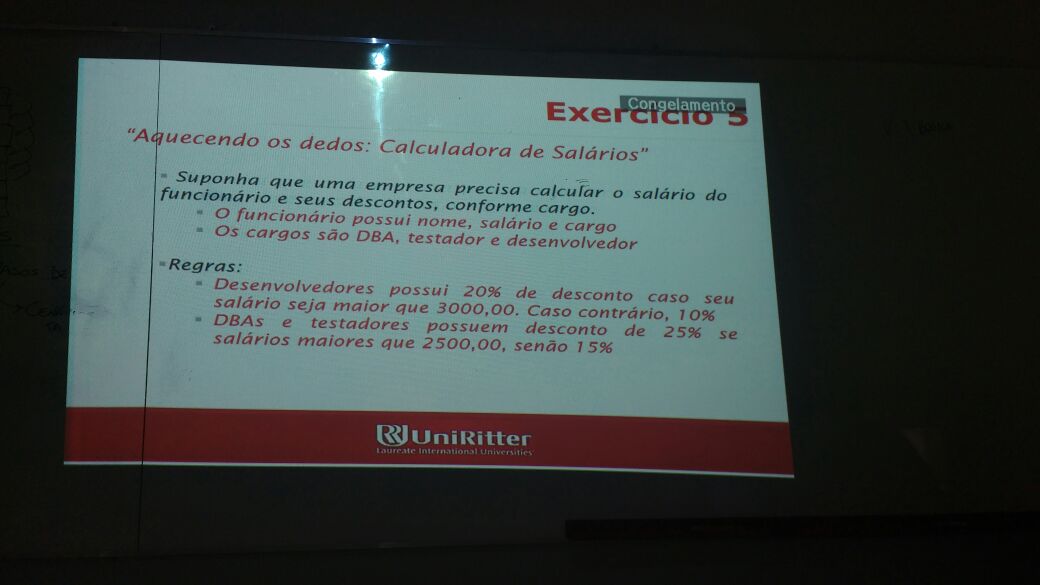 Congelamento
Exercício 5
“Aquecendo os dedos: Calculadora de Salários”
Suponha que uma empresa precisa calcular o salário do
funcionário e seus descontos, conforme cargo.
O funcionário possui nome, salário e cargo
Os cargos são DBA, testador e desenvolvedor
Regras:
Desenvolvedores possui 20% de desconto caso seu
salário seja maior que 3000,00. Caso contrário, 10%
DBAs e testadores possuem desconto de 25% se
salários maiores que 2500,00, senão 15%
UniRitter
Laureate International Universities